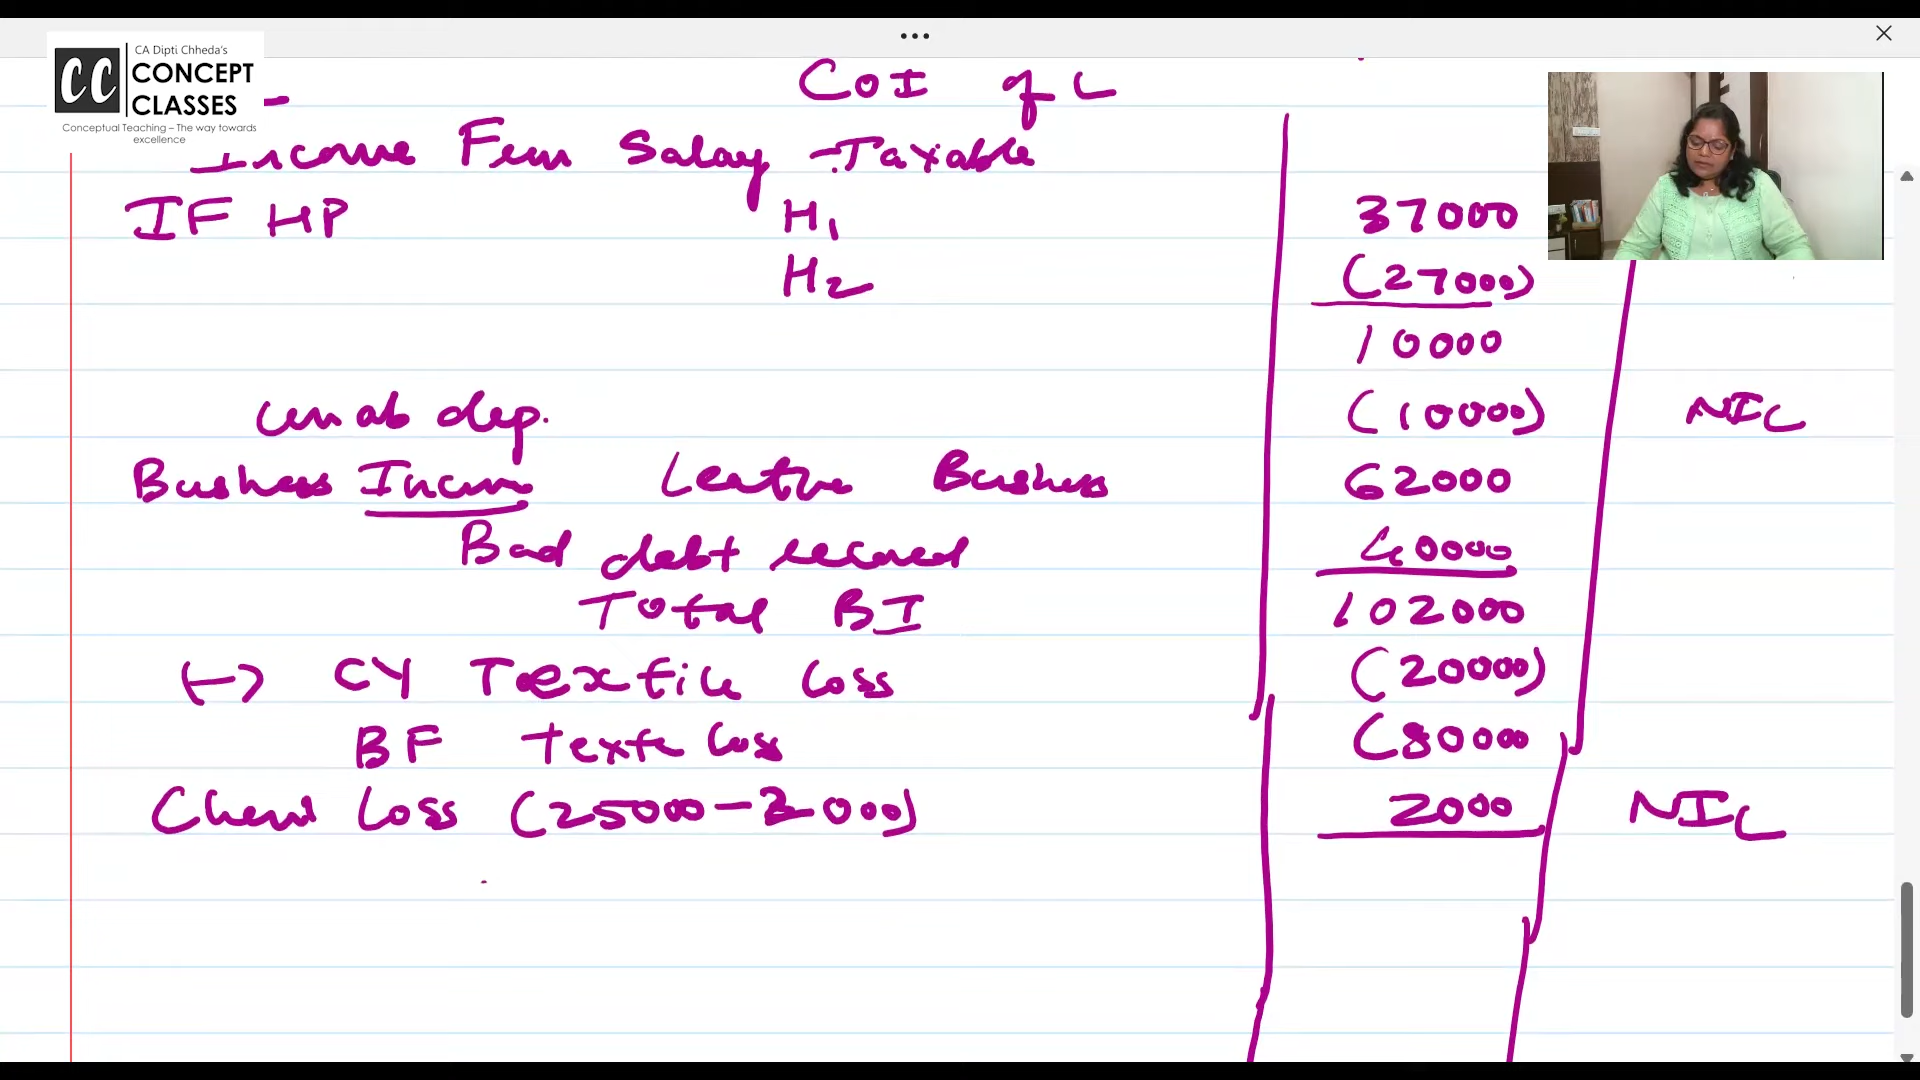 CA Dipti Chheda's
CC CONCEPT
CLASSES
Conceptual Teaching – The way towards
excellence
COI of L
Income From Salary - Taxable
IF HP H1 37000
H2 (27000)
10000
unab dep. (10000) NIL
Business Income Leather Business 62000
Bad debt recovered 40000
Total BI 102000
(-) CY Textile Loss (20000)
BF Texte Loss (80000
Chem Loss (25000-2000) 2000 NIL